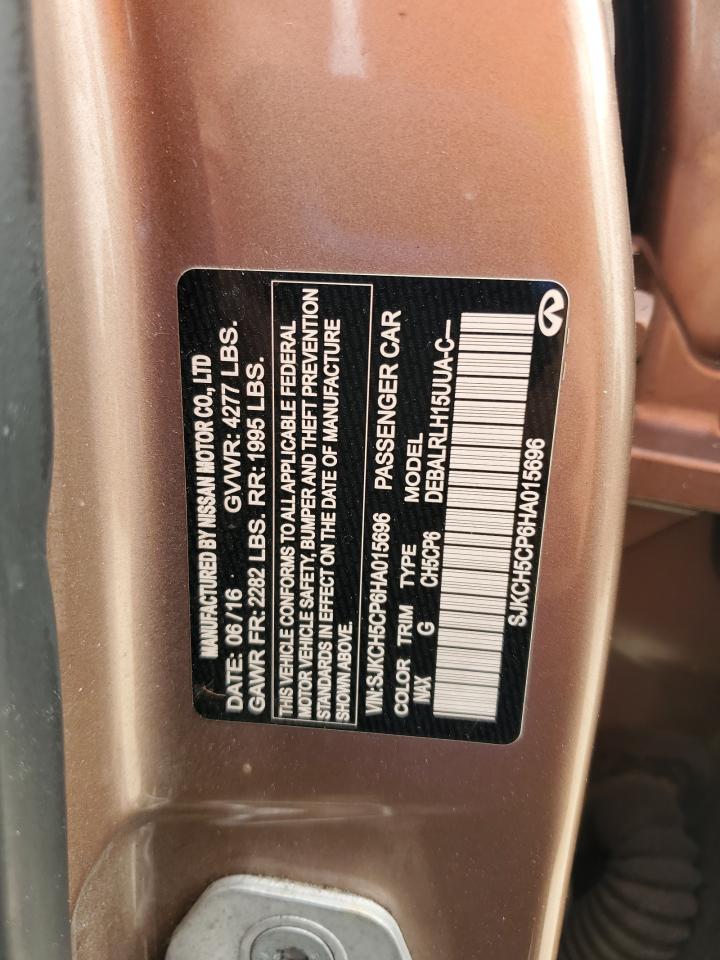 MANUFACTURED BY NISSAN MOTOR CO., LTD
DATE: 06 / 16 GVWR: 4277 LBS.
GAWR FR: 2282 LBS. RR: 1995 LBS.
THIS VEHICLE CONFORMS TO ALL APPLICABLE FEDERAL
MOTOR VEHICLE SAFETY, BUMPER AND THEFT PREVENTION
STANDARDS IN EFFECT ON THE DATE OF MANUFACTURE
SHOWN ABOVE.
VIN:SJKCH5CP6HA015696 PASSENGER CAR
COLOR TRIM TYPE MODEL
NAX G CH5CP6 DEBALRLH15UUA-C—
SJKCH5CP6HA015696